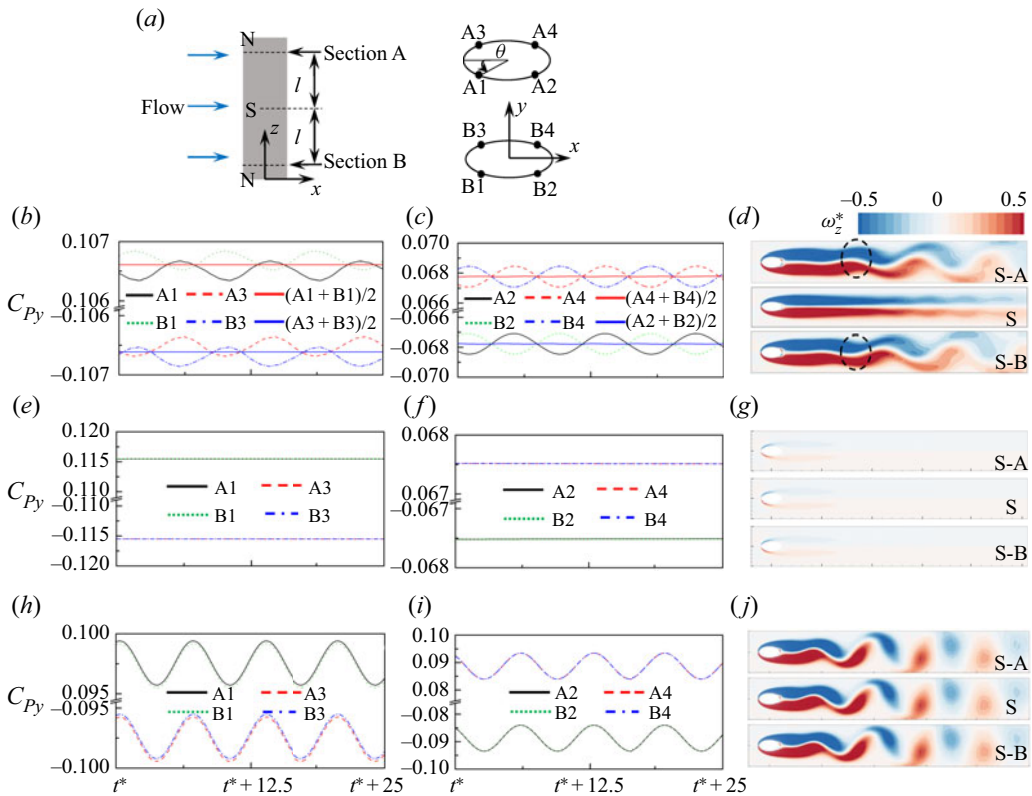 (a)
N
Section A
l
Flow
S
z
l
Section B
N
x
A3
A4
θ
A1
A2
y
B3
B4
x
B1
B2
(b)
0.107
0.106
C_Py
–0.106
–0.107
A1
A3
(A1 + B1)/2
B1
B3
(A3 + B3)/2
(c)
0.070
0.068
0.066
–0.066
–0.068
–0.070
A2
A4
(A4 + B4)/2
B2
B4
(A2 + B2)/2
(d)
–0.5
0
0.5
ω*_z
S-A
S
S-B
(e)
0.120
0.115
0.110
C_Py
–0.110
–0.115
–0.120
A1
A3
B1
B3
(f)
0.068
0.067
–0.067
–0.068
A2
A4
B2
B4
(g)
S-A
S
S-B
(h)
0.100
0.095
C_Py
–0.095
–0.100
A1
A3
B1
B3
t*
t* + 12.5
t* + 25
(i)
0.10
0.09
0.08
–0.08
–0.09
–0.10
A2
A4
B2
B4
t*
t* + 12.5
t* + 25
(j)
S-A
S
S-B